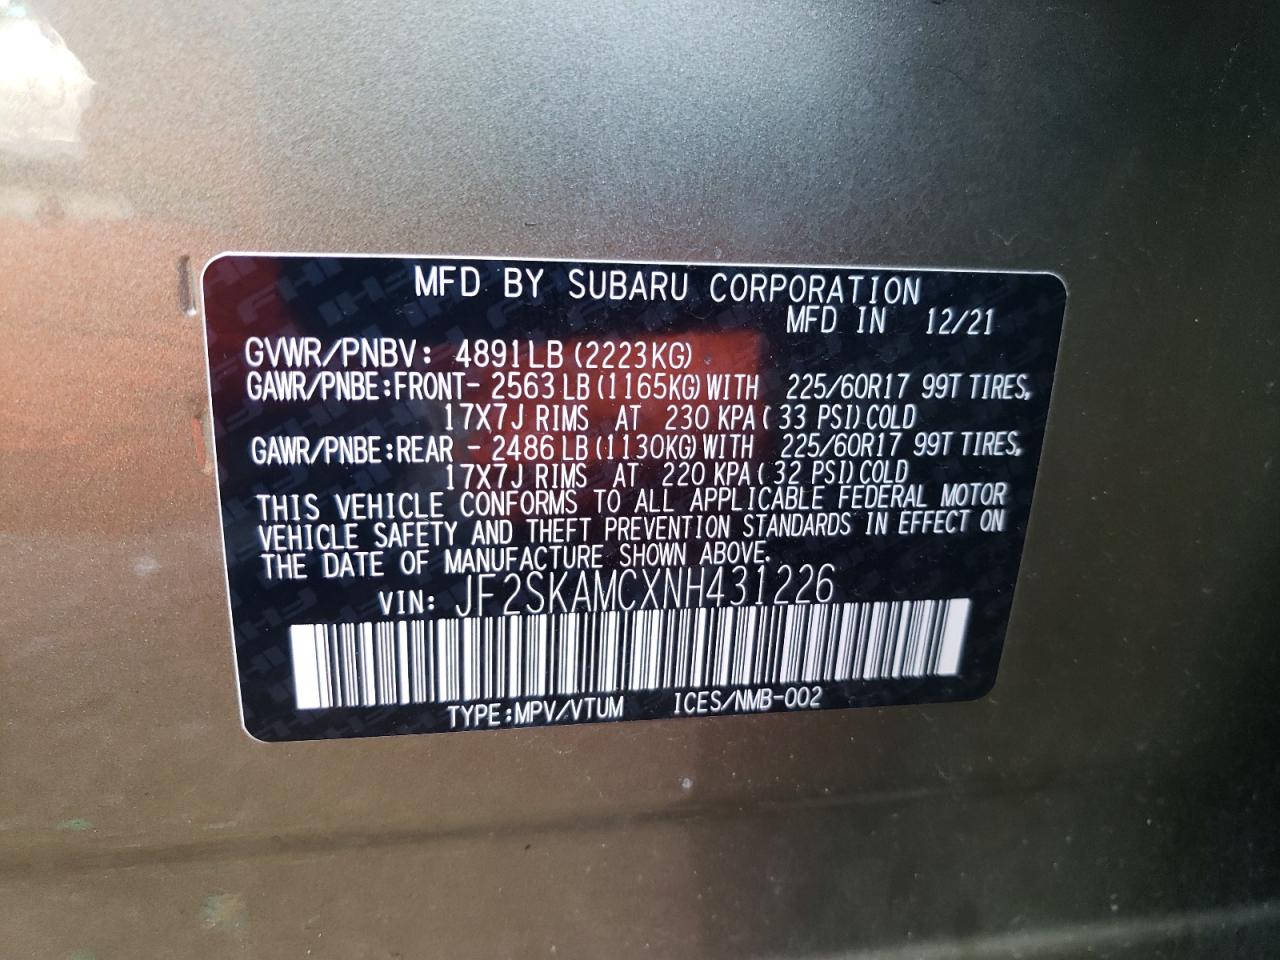 MFD BY SUBARU CORPORATION
MFD IN 12/21
GVWR/PNBV: 4891LB (2223KG)
GAWR/PNBE:FRONT- 2563LB (1165KG)WITH 225/60R17 99T TIRES,
17X7J RIMS AT 230 KPA( 33 PSI)COLD
GAWR/PNBE:REAR - 2486LB (1130KG)WITH 225/60R17 99T TIRES,
17X7J RIMS AT 220 KPA( 32 PSI)COLD
THIS VEHICLE CONFORMS TO ALL APPLICABLE FEDERAL MOTOR
VEHICLE SAFETY AND THEFT PREVENTION STANDARDS IN EFFECT ON
THE DATE OF MANUFACTURE SHOWN ABOVE.
VIN: JF2SKAMCXNH431226
TYPE:MPV/VTUM ICES/NMB-002